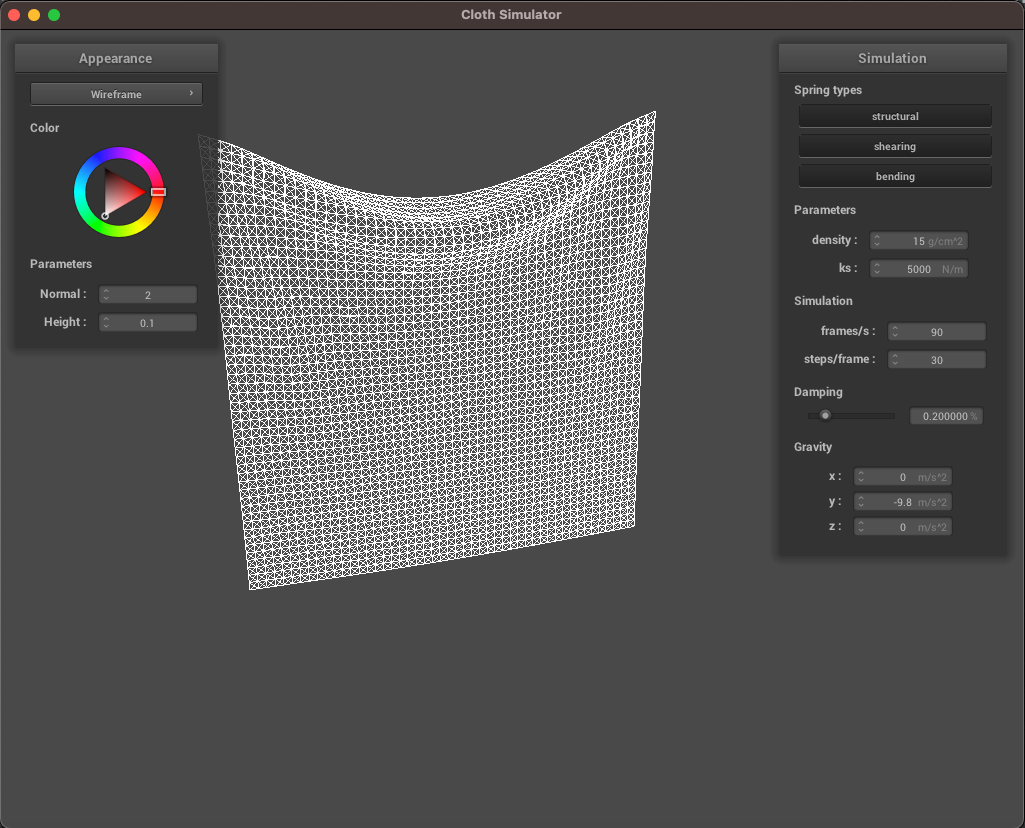 Cloth Simulator
Appearance
Wireframe
Color
Parameters
Normal : 2
Height : 0.1
Simulation
Spring types
structural
shearing
bending
Parameters
density : 15 g/cm^2
ks : 5000 N/m
Simulation
frames/s : 90
steps/frame : 30
Damping
0.200000 %
Gravity
x : 0 m/s^2
y : -9.8 m/s^2
z : 0 m/s^2